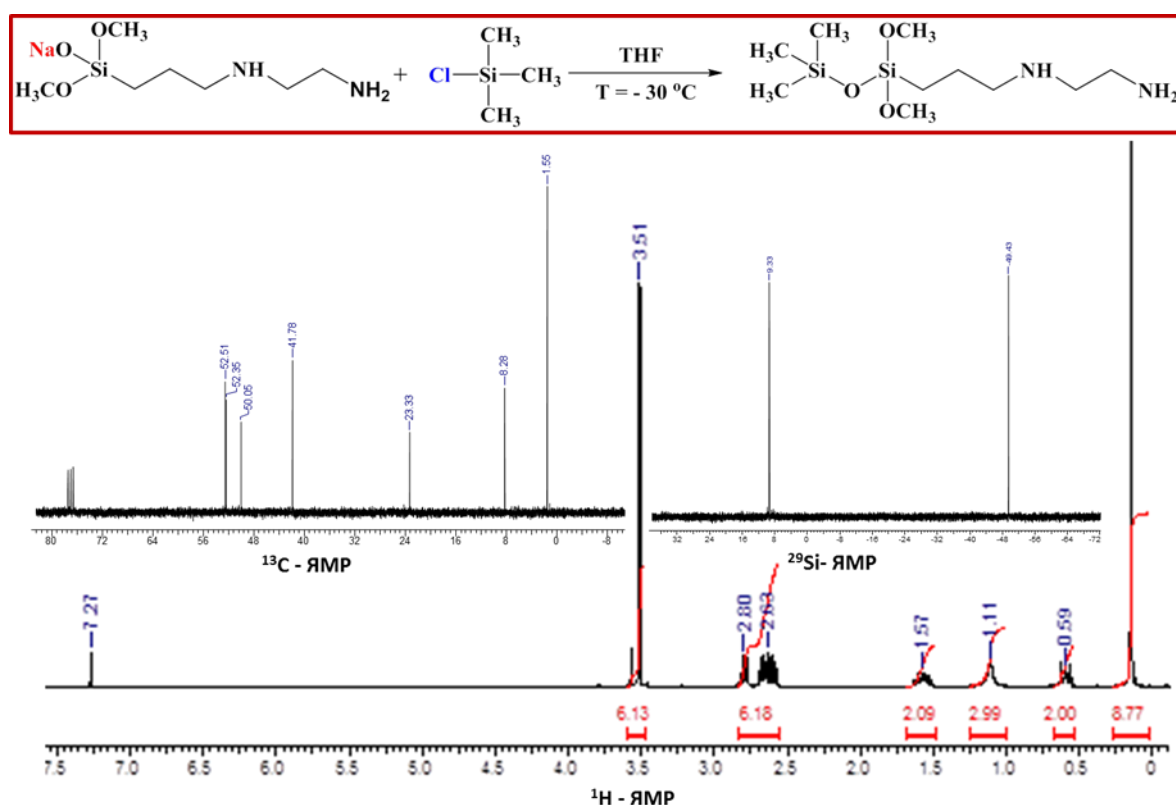 NaO OCH₃
Si
H₃CO NH NH₂
+
CH₃
Cl Si CH₃
CH₃
THF
T = - 30 °C
CH₃ OCH₃
H₃C
Si Si NH NH₂
H₃C O
OCH₃
52.51
52.35
50.05
41.78
23.33
8.28
1.55
80 72 64 56 48 40 32 24 16 8 0 -8
¹³C - ЯМР
9.33
-49.43
32 24 16 8 0 -8 -16 -24 -32 -40 -48 -56 -64 -72
²⁹Si- ЯМР
7.27
3.51
2.80
2.63
1.57
1.11
0.59
6.13 6.18 2.09 2.99 2.00 8.77
7.5 7.0 6.5 6.0 5.5 5.0 4.5 4.0 3.5 3.0 2.5 2.0 1.5 1.0 0.5 0
¹H - ЯМР